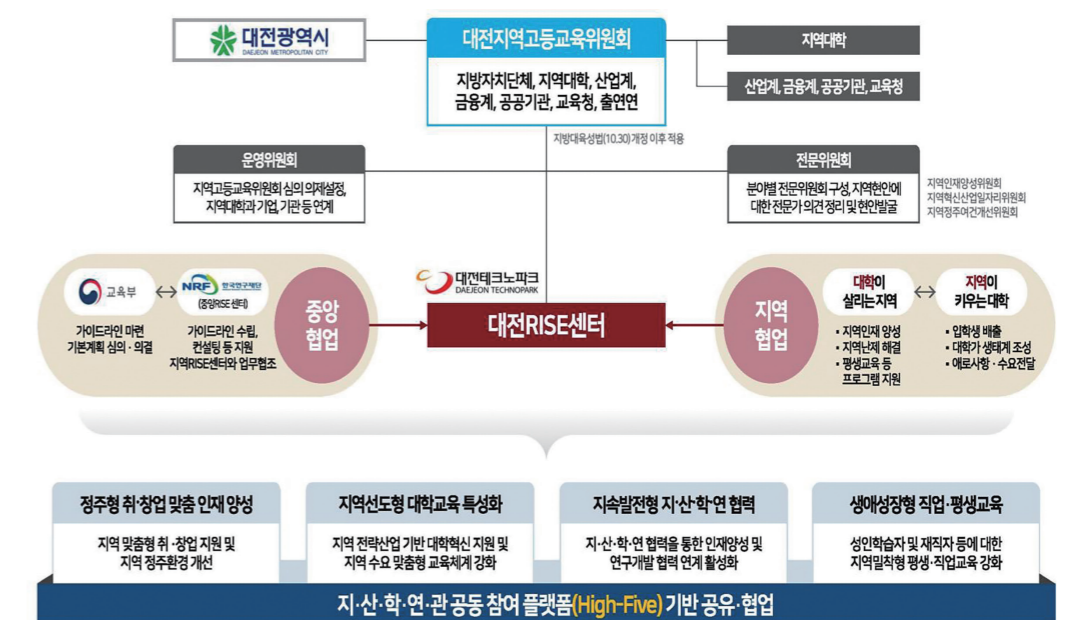 대전광역시
DAEJEON METROPOLITAN CITY
대전지역고등교육위원회
지방자치단체, 지역대학, 산업계,
금융계, 공공기관, 교육청, 출연연
지역대학
산업계, 금융계, 공공기관, 교육청
지방대육성법(10.30) 개정 이후 적용
운영위원회
지역고등교육위원회 심의 의제설정,
지역대학과 기업, 기관 등 연계
전문위원회
분야별 전문위원회 구성, 지역현안에
대한 전문가 의견 정리 및 현안발굴
지역인재양성위원회
지역혁신산업일자리위원회
지역정주여건개선위원회
교육부
가이드라인 마련
기본계획 심의·의결
NRF 한국연구재단
(중앙RISE 센터)
가이드라인 수립,
컨설팅 등 지원
지역RISE센터와 업무협조
중앙
협업
대전테크노파크
DAEJEON TECHNOPARK
대전RISE센터
지역
협업
대학이
살리는 지역
▪ 지역인재 양성
▪ 지역난제 해결
▪ 평생교육 등
프로그램 지원
지역이
키우는 대학
▪ 입학생 배출
▪ 대학가 생태계 조성
▪ 애로사항·수요전달
정주형 취·창업 맞춤 인재 양성
지역 맞춤형 취·창업 지원 및
지역 정주환경 개선
지역선도형 대학교육 특성화
지역 전략산업 기반 대학혁신 지원 및
지역 수요 맞춤형 교육체계 강화
지속발전형 지·산·학·연 협력
지·산·학·연 협력을 통한 인재양성 및
연구개발 협력 연계 활성화
생애성장형 직업·평생교육
성인학습자 및 재직자 등에 대한
지역밀착형 평생·직업교육 강화
지·산·학·연·관 공동 참여 플랫폼(High-Five) 기반 공유·협업